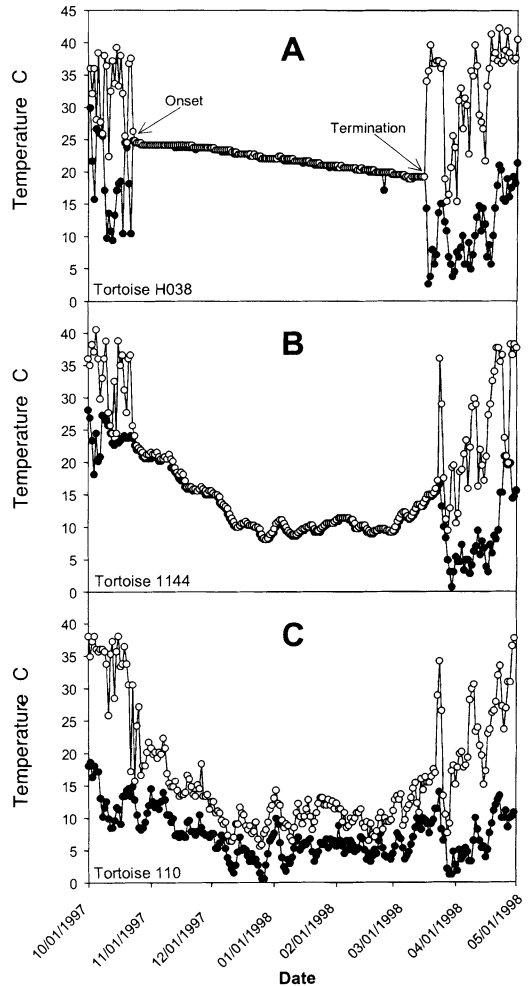 45
40
35
30
25
20
15
10
5
0
Temperature C
A
Onset
Termination
Tortoise H038
40
35
30
25
20
15
10
5
0
Temperature C
B
Tortoise 1144
35
30
25
20
15
10
5
0
Temperature C
C
Tortoise 110
10/01/1997
11/01/1997
12/01/1997
01/01/1998
02/01/1998
03/01/1998
04/01/1998
05/01/1998
Date